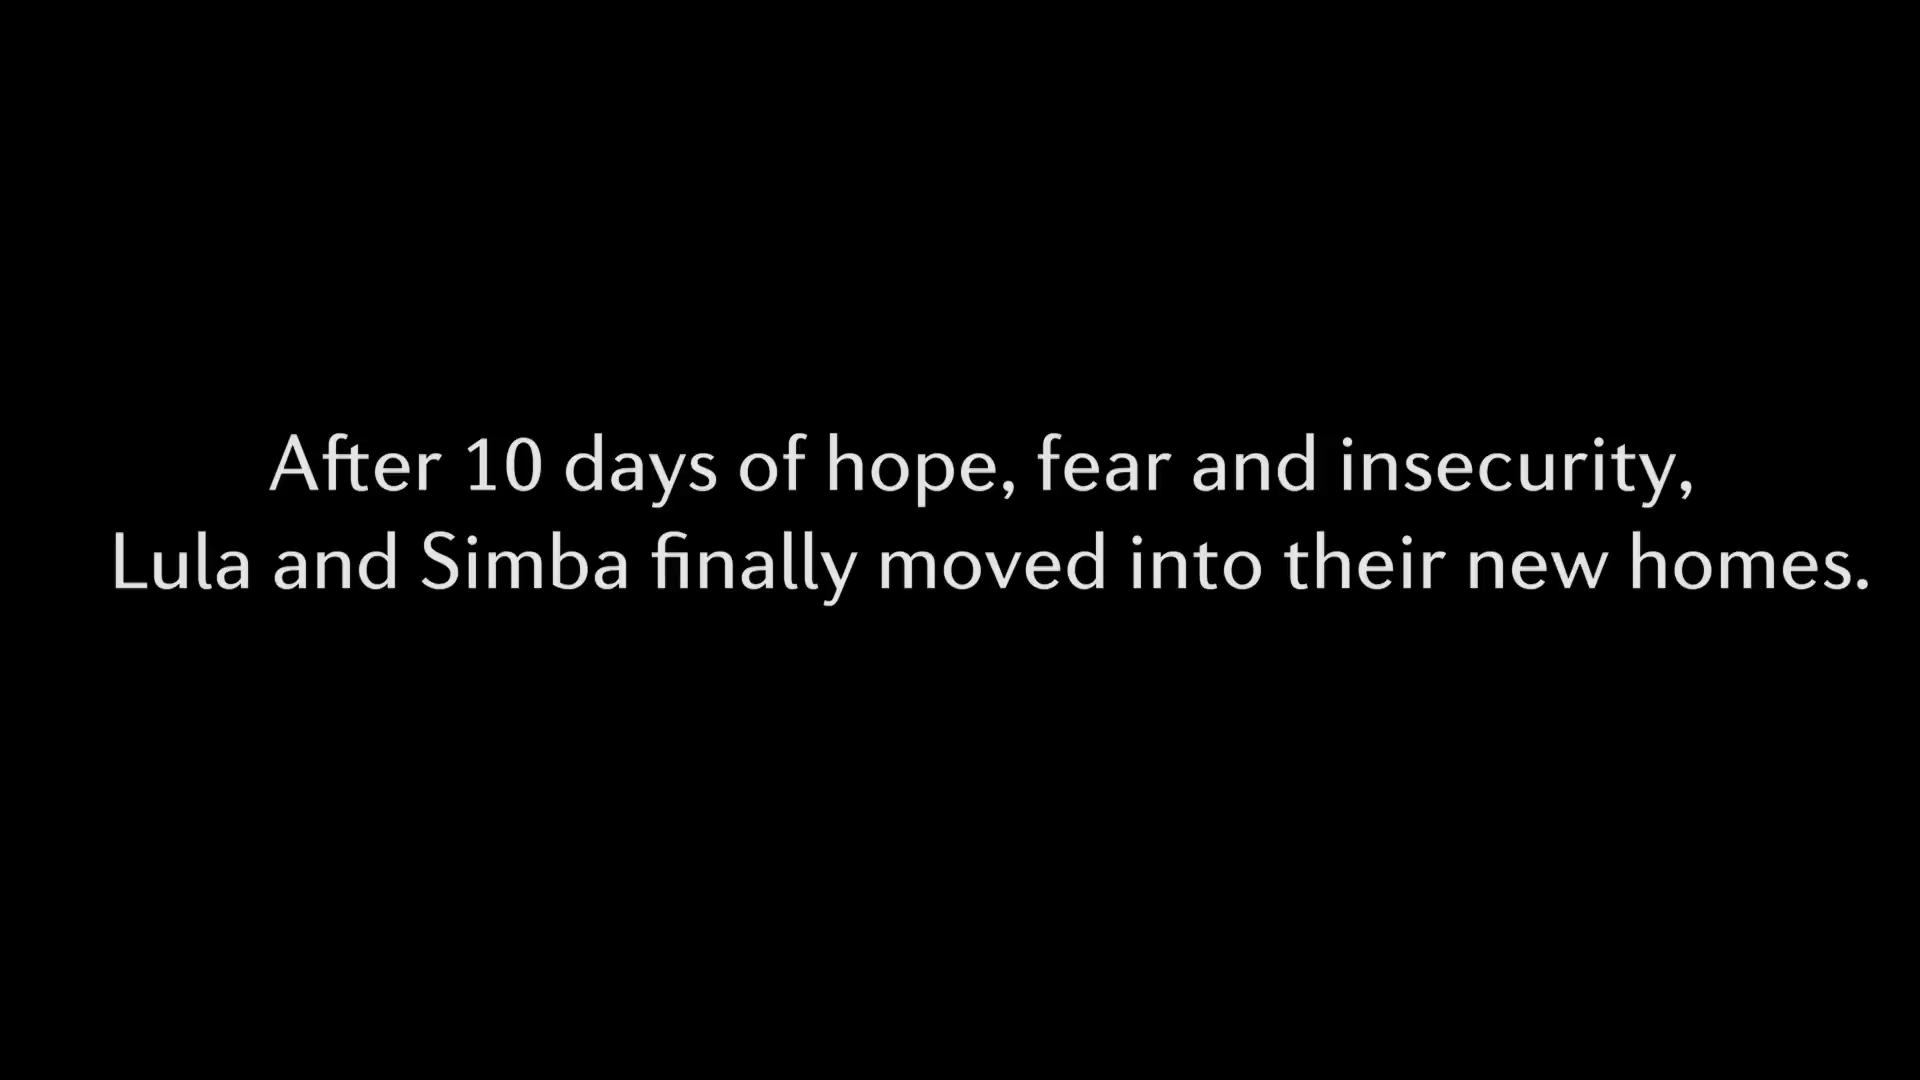 After 10 days of hope, fear and insecurity,
Lula and Simba finally moved into their new homes.